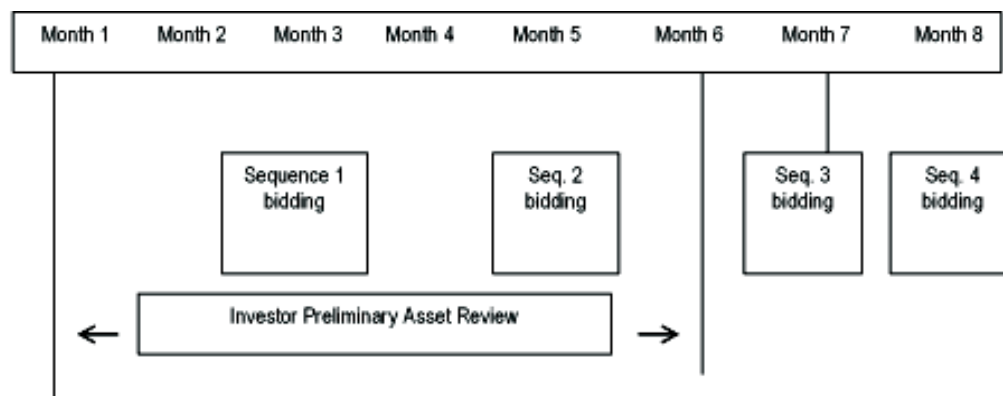 Month 1 Month 2 Month 3 Month 4 Month 5 Month 6 Month 7 Month 8
Sequence 1
bidding
Seq. 2
bidding
Seq. 3
bidding
Seq. 4
bidding
Investor Preliminary Asset Review